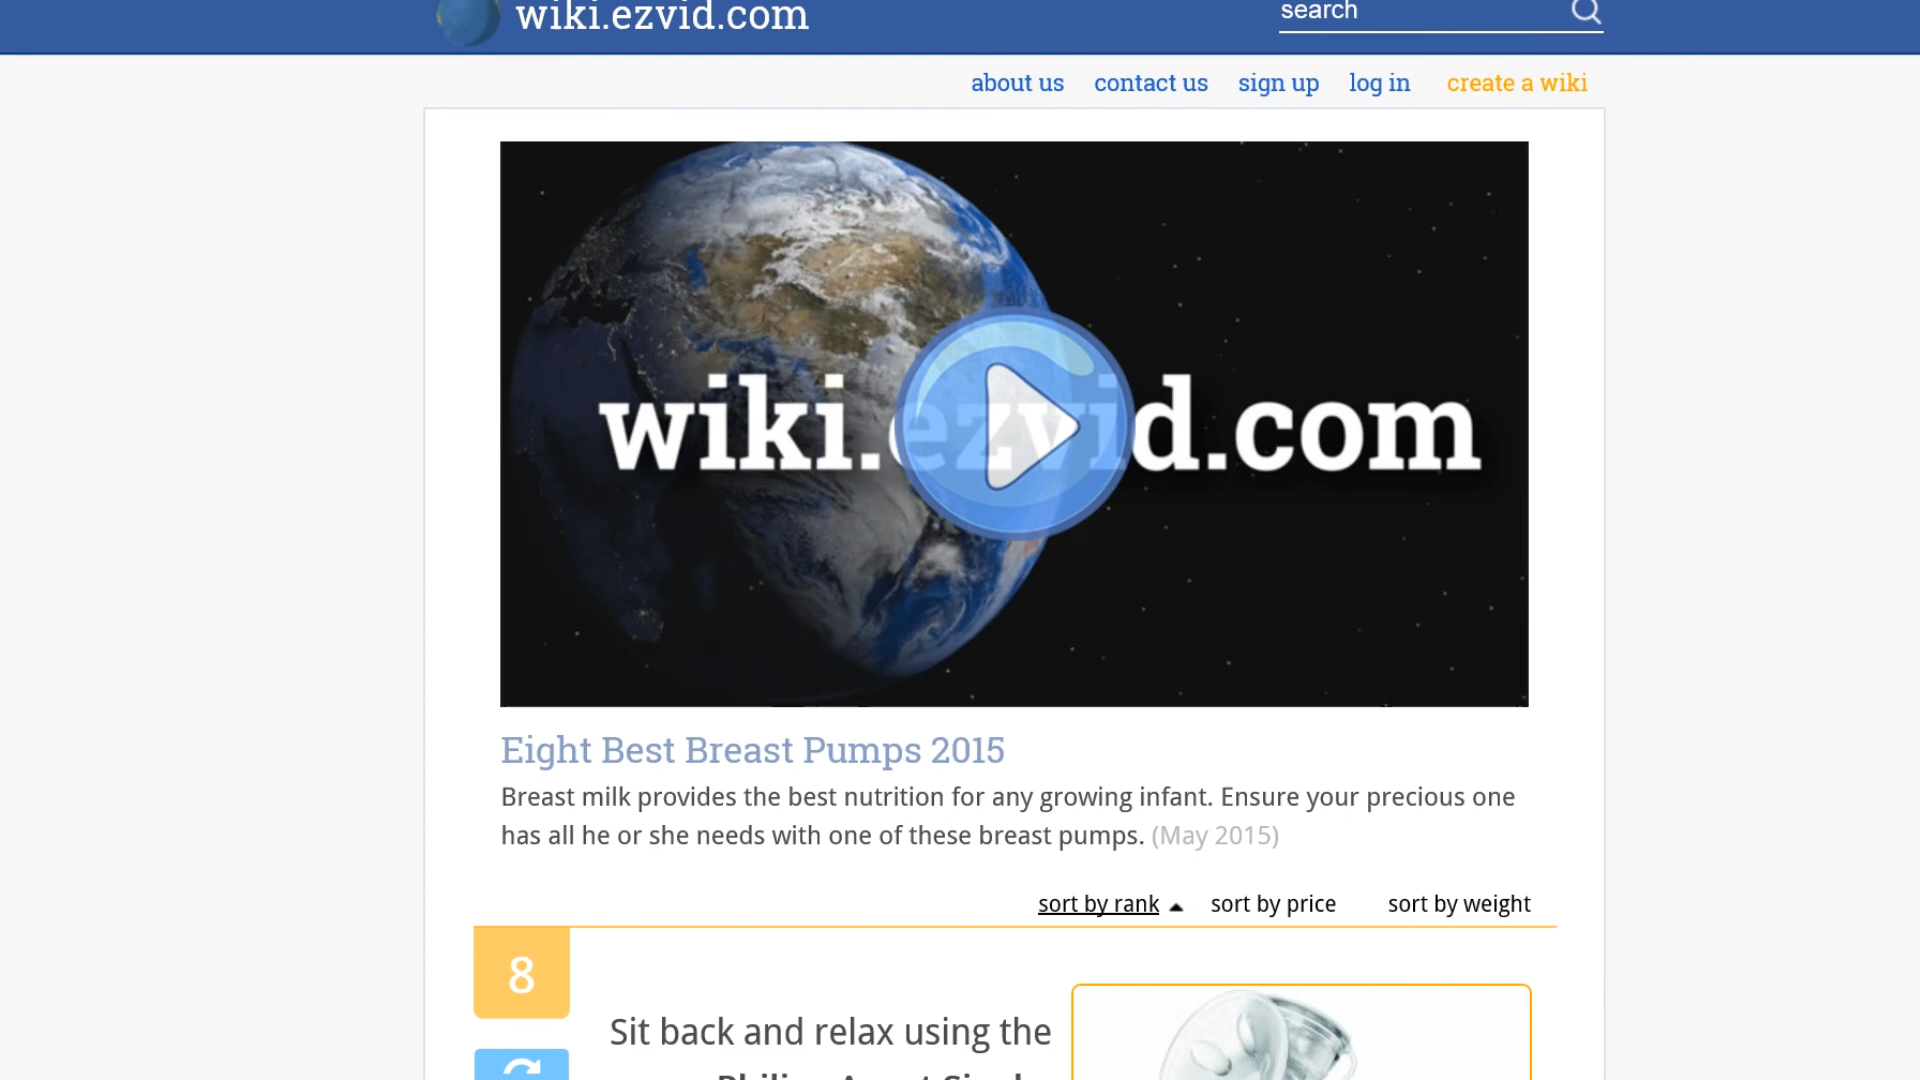 wiki.ezvid.com
search
about us contact us sign up log in create a wiki
wiki.ezvid.com
Eight Best Breast Pumps 2015
Breast milk provides the best nutrition for any growing infant. Ensure your precious one
has all he or she needs with one of these breast pumps. (May 2015)
sort by rank sort by price sort by weight
8
Sit back and relax using the